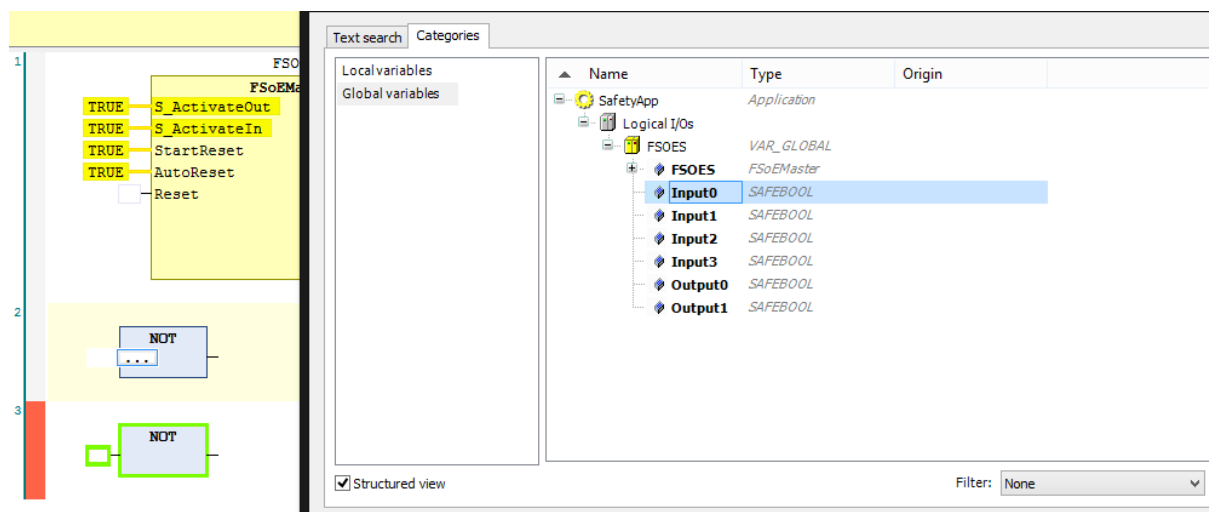 1
FSO
FSoEMa
TRUE S_ActivateOut
TRUE S_ActivateIn
TRUE StartReset
TRUE AutoReset
Reset
2
NOT
...
3
NOT
Text search Categories
Local variables
Global variables
Name Type Origin
SafetyApp Application
Logical I/Os
FSOES VAR_GLOBAL
FSOES FSoEMaster
Input0 SAFEBOOL
Input1 SAFEBOOL
Input2 SAFEBOOL
Input3 SAFEBOOL
Output0 SAFEBOOL
Output1 SAFEBOOL
Structured view
Filter: None